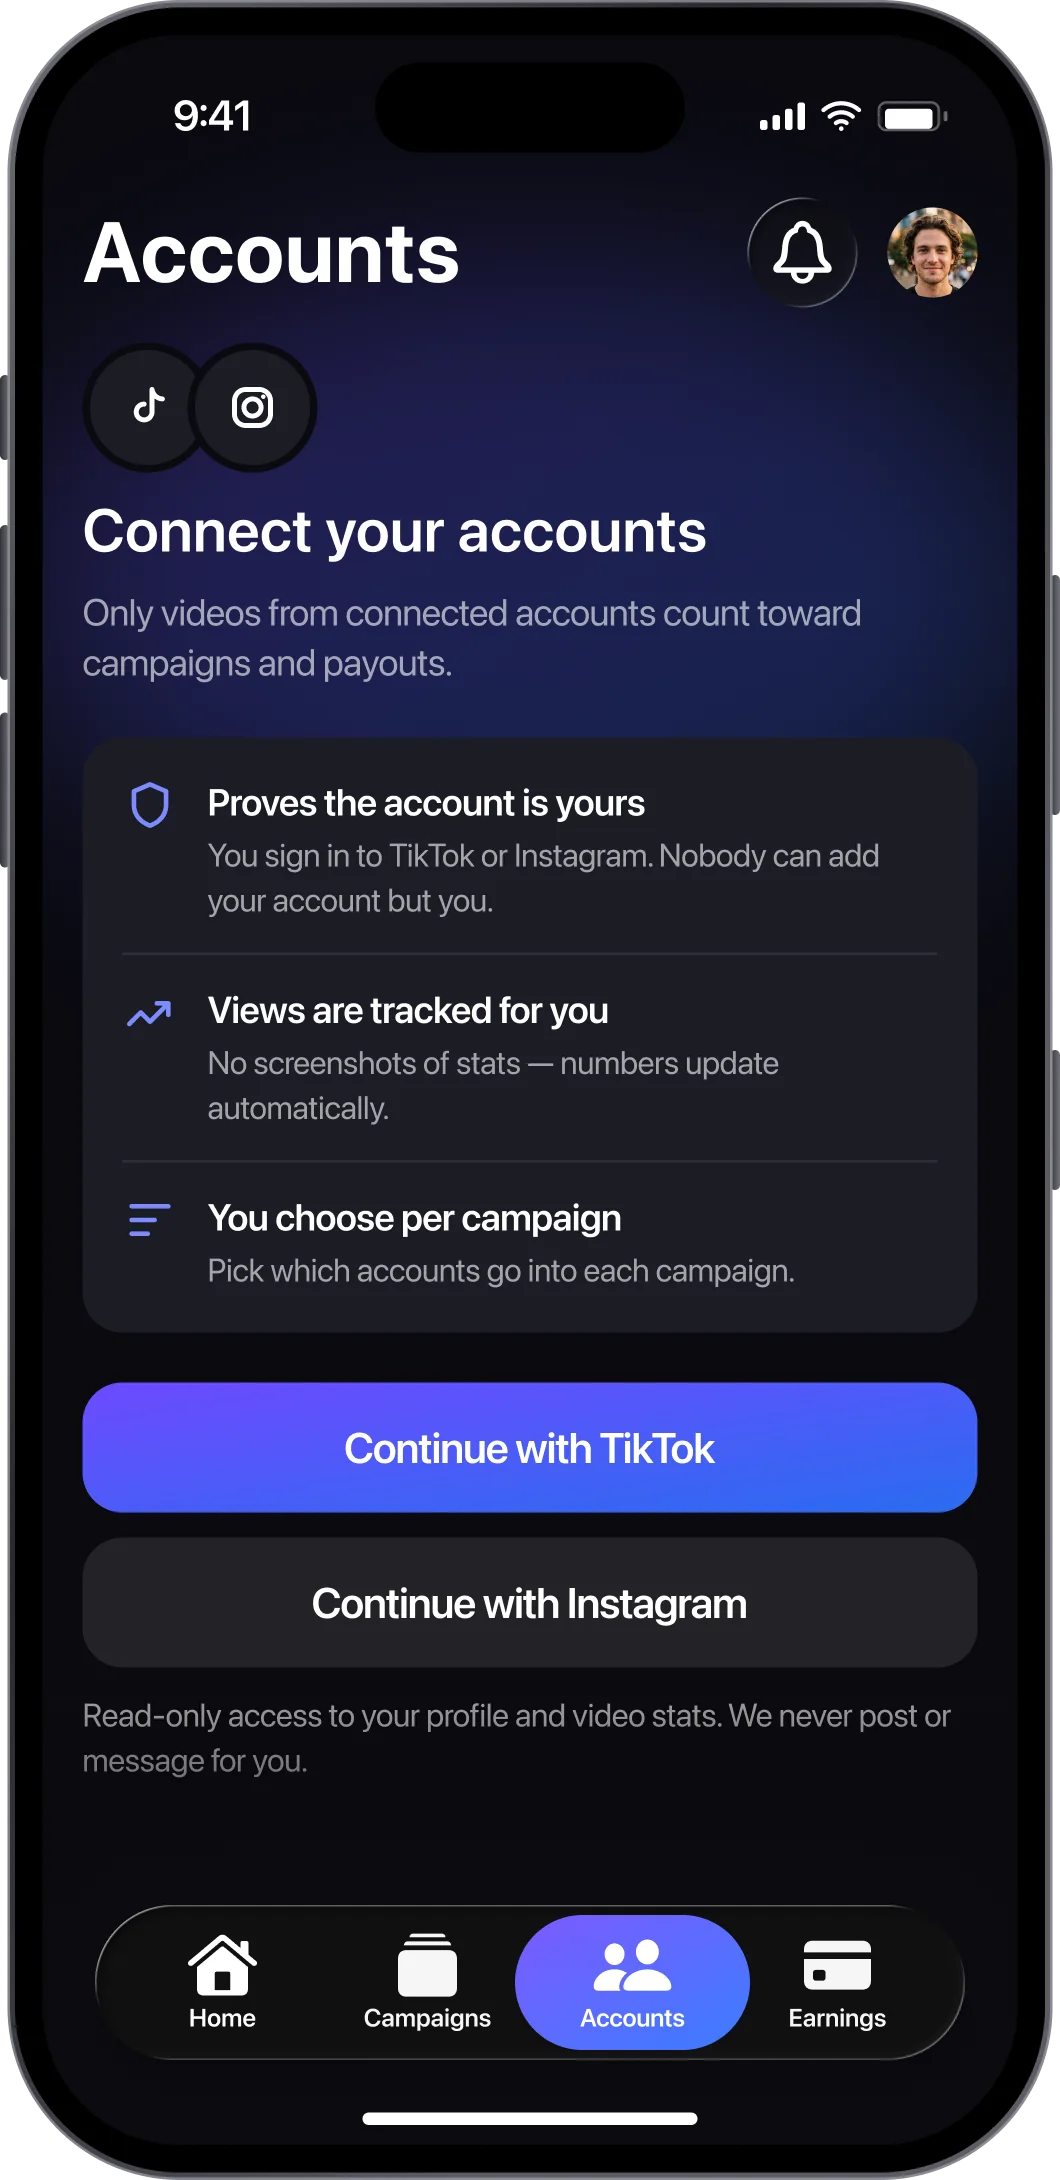 9:41
Accounts
Connect your accounts
Only videos from connected accounts count toward
campaigns and payouts.
Proves the account is yours
You sign in to TikTok or Instagram. Nobody can add
your account but you.
Views are tracked for you
No screenshots of stats — numbers update
automatically.
You choose per campaign
Pick which accounts go into each campaign.
Continue with TikTok
Continue with Instagram
Read-only access to your profile and video stats. We never post or
message for you.
Home
Campaigns
Accounts
Earnings